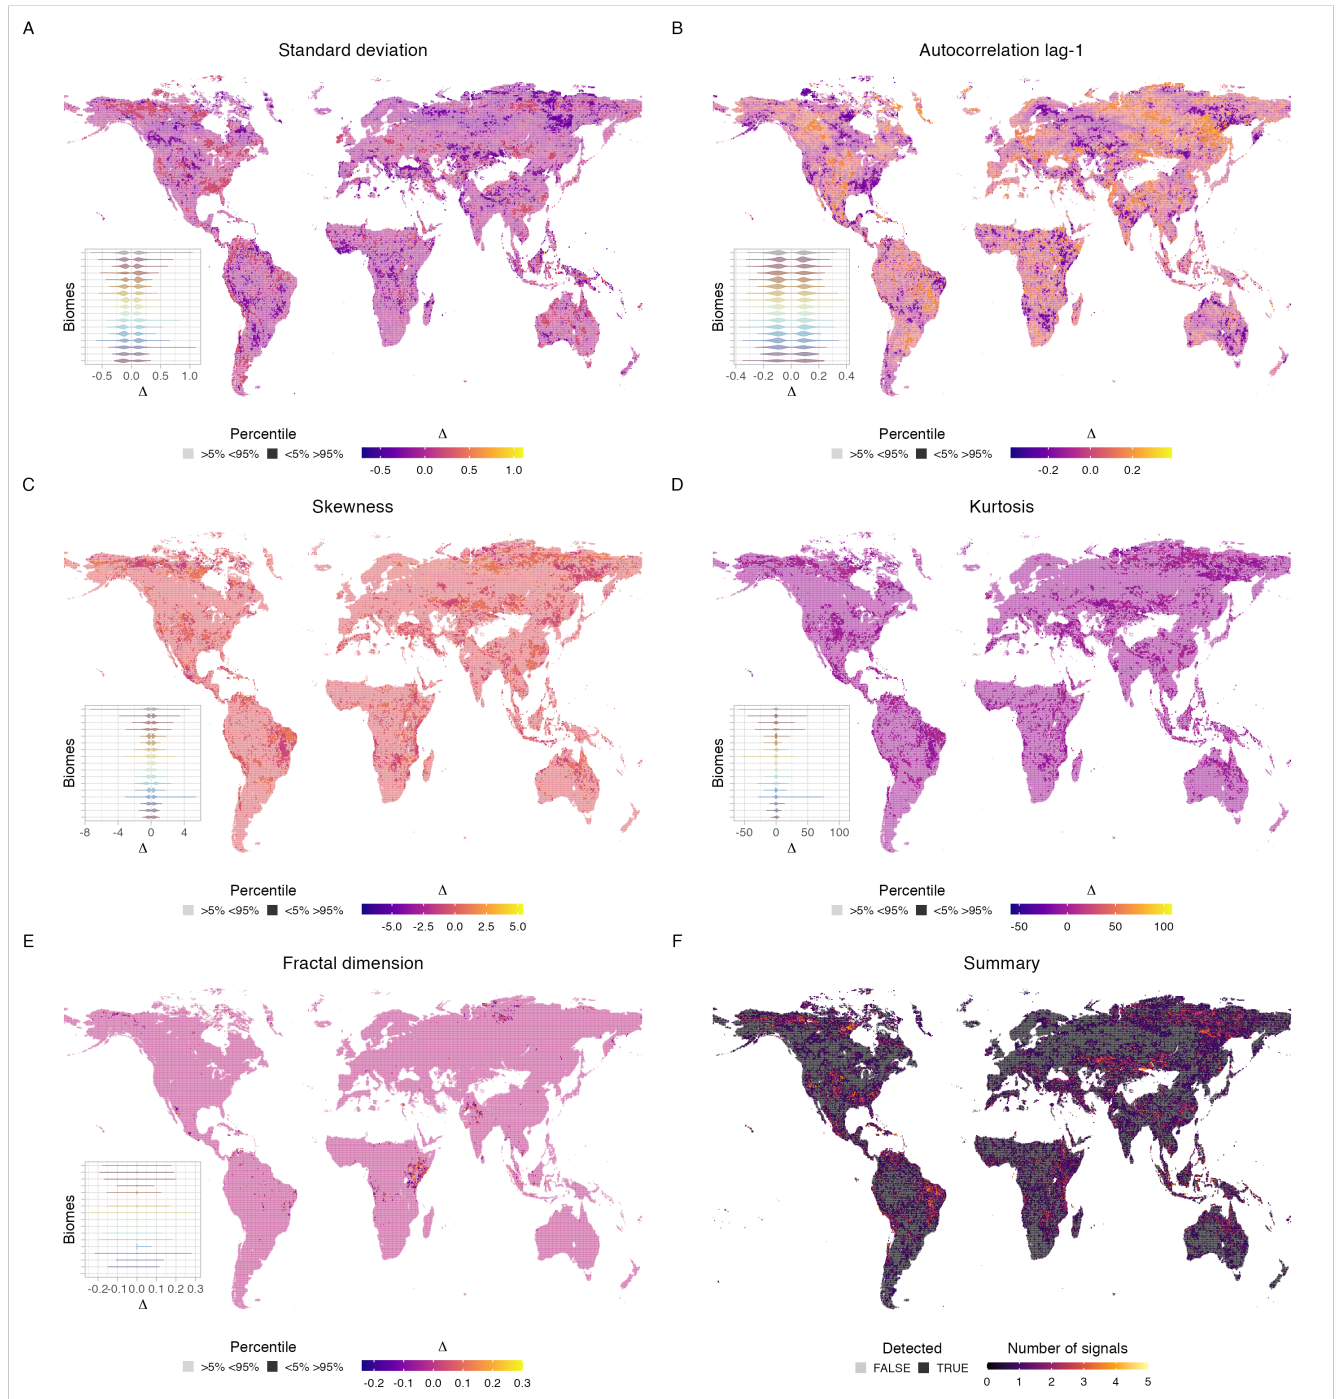 A
Standard deviation
Biomes
-0.5 0.0 0.5 1.0
Δ
Percentile
>5% <95% <5% >95%
Δ
-0.5 0.0 0.5 1.0
B
Autocorrelation lag-1
Biomes
-0.4 -0.2 0.0 0.2 0.4
Δ
Percentile
>5% <95% <5% >95%
Δ
-0.2 0.0 0.2
C
Skewness
Biomes
-8 -4 0 4
Δ
Percentile
>5% <95% <5% >95%
Δ
-5.0 -2.5 0.0 2.5 5.0
D
Kurtosis
Biomes
-50 0 50 100
Δ
Percentile
>5% <95% <5% >95%
Δ
-50 0 50 100
E
Fractal dimension
Biomes
-0.2 -0.1 0.0 0.1 0.2 0.3
Δ
Percentile
>5% <95% <5% >95%
Δ
-0.2 -0.1 0.0 0.1 0.2 0.3
F
Summary
Detected
FALSE TRUE
Number of signals
0 1 2 3 4 5